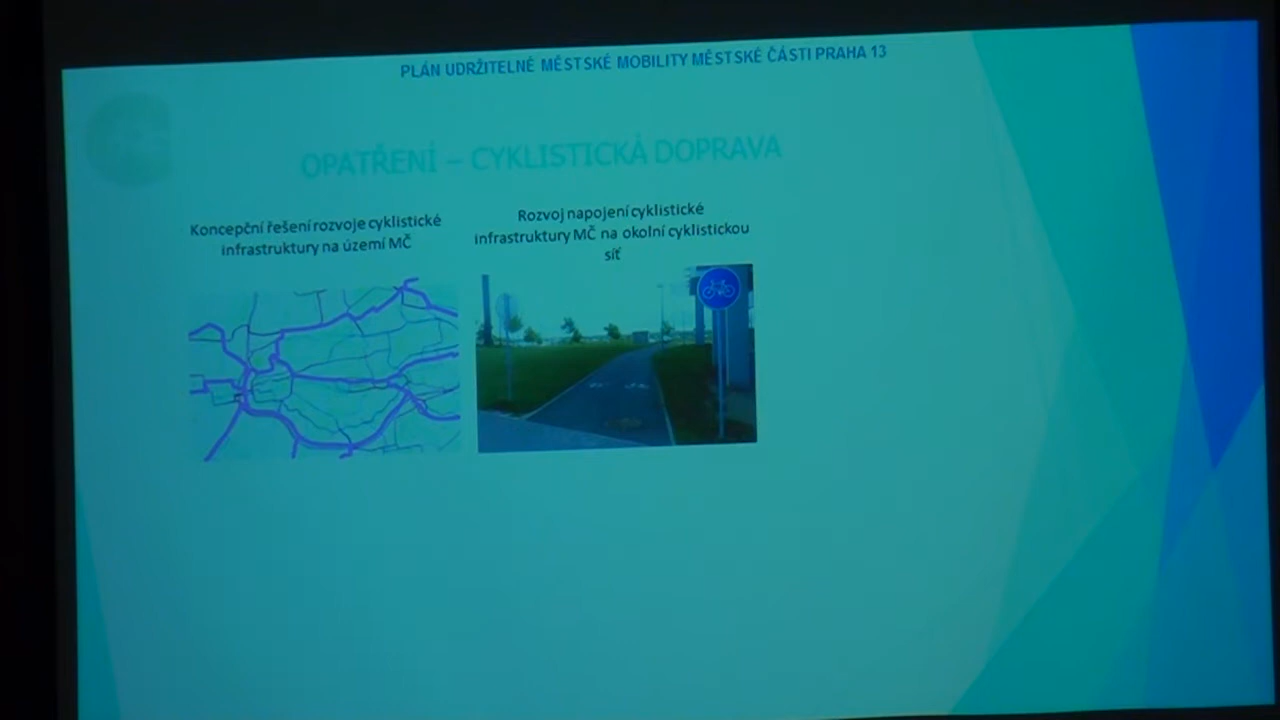 PLÁN UDRŽITELNÉ MĚSTSKÉ MOBILITY MĚSTSKÉ ČÁSTI PRAHA 13
OPATŘENÍ – CYKLISTICKÁ DOPRAVA
Koncepční řešení rozvoje cyklistické
infrastruktury na území MČ
Rozvoj napojení cyklistické
infrastruktury MČ na okolní cyklistickou
síť